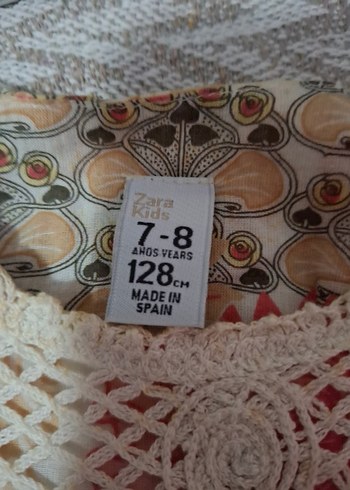 Zara
Kids
7-8
AÑOS YEARS
128CM
MADE IN
SPAIN